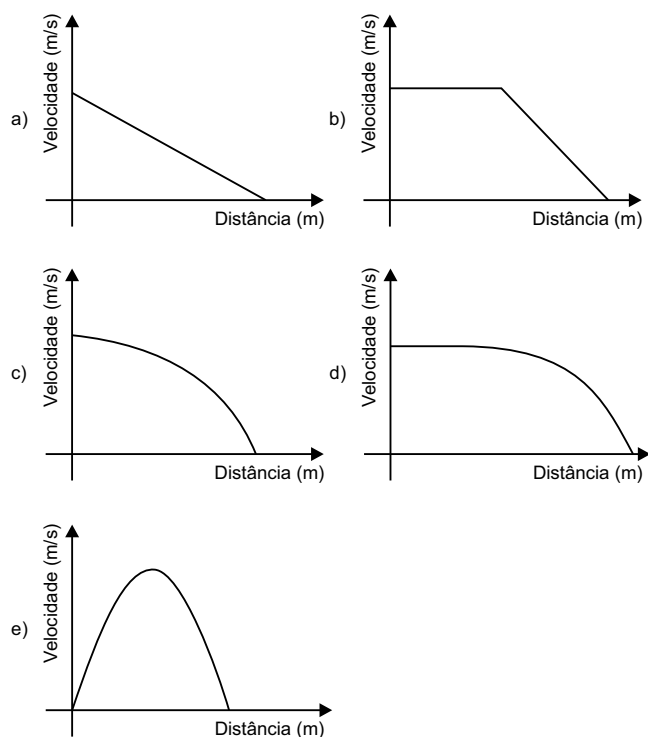 a)
Velocidade (m/s)
Distância (m)
b)
Velocidade (m/s)
Distância (m)
c)
Velocidade (m/s)
Distância (m)
d)
Velocidade (m/s)
Distância (m)
e)
Velocidade (m/s)
Distância (m)